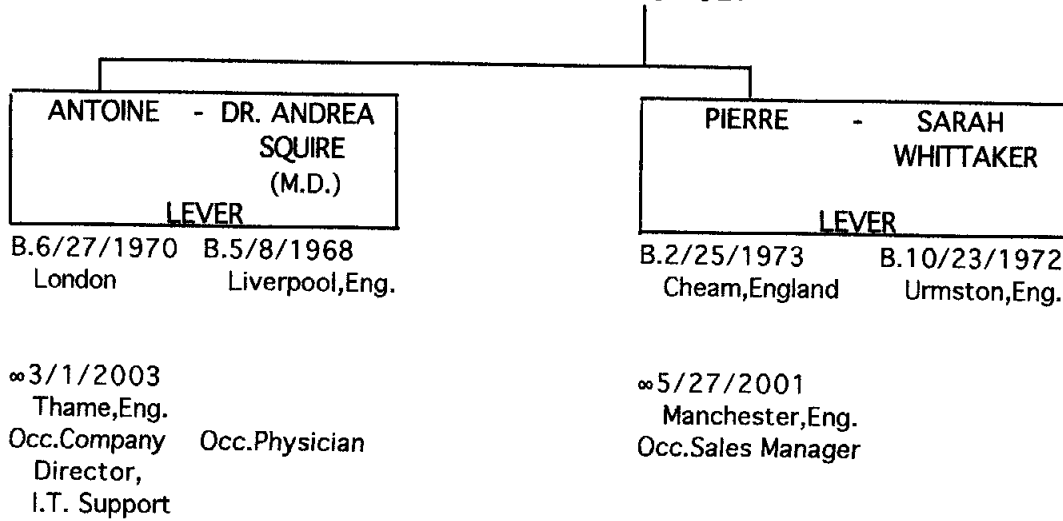 ANTOINE - DR. ANDREA
SQUIRE
(M.D.)
LEVER
B.6/27/1970 B.5/8/1968
London Liverpool,Eng.
∞3/1/2003
Thame,Eng.
Occ.Company Occ.Physician
Director,
I.T. Support
PIERRE - SARAH
WHITTAKER
LEVER
B.2/25/1973 B.10/23/1972
Cheam,England Urmston,Eng.
∞5/27/2001
Manchester,Eng.
Occ.Sales Manager